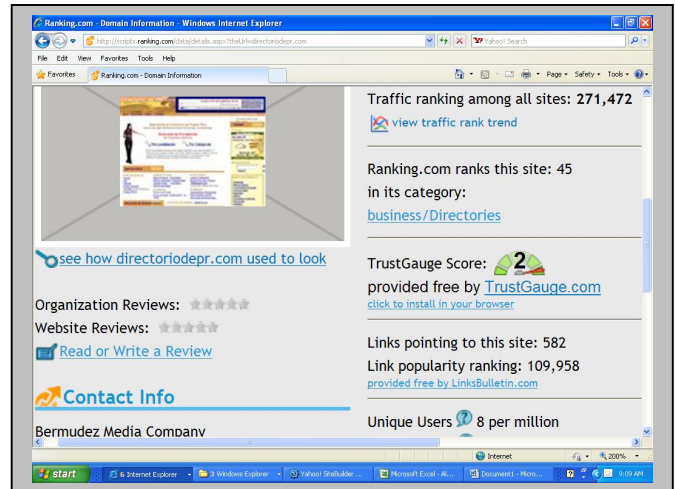 Ranking.com - Domain Information - Windows Internet Explorer
http://scripts.ranking.com/data/details.aspx?theUrl=directoriodepr.com
Yahoo! Search
File Edit View Favorites Tools Help
Favorites
Ranking.com - Domain Information
Page Safety Tools
see how directoriodepr.com used to look
Organization Reviews:
Website Reviews:
Read or Write a Review
Contact Info
Bermudez Media Company
Traffic ranking among all sites: 271,472
view traffic rank trend
Ranking.com ranks this site: 45
in its category:
business/Directories
TrustGauge Score: 2
provided free by TrustGauge.com
click to install in your browser
Links pointing to this site: 582
Link popularity ranking: 109,958
provided free by LinksBulletin.com
Unique Users 8 per million
Internet
200%
start
6 Internet Explorer
3 Windows Explorer
Yahoo! SiteBuilder ...
Microsoft Excel - Al...
Document1 - Micro...
9:09 AM